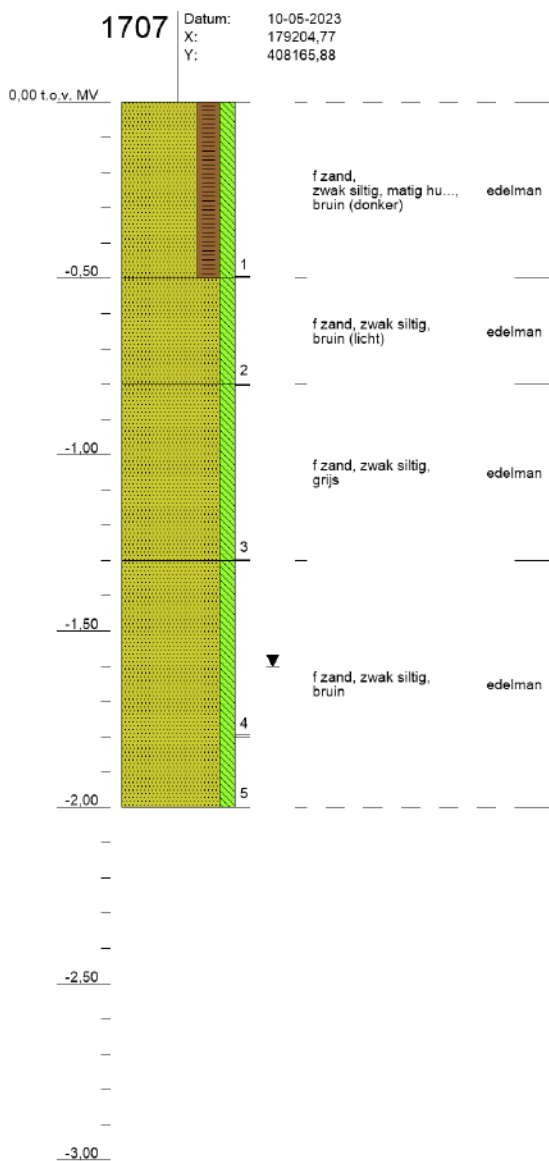 1707
Datum: 10-05-2023
X: 179204,77
Y: 408165,88
0,00 t.o.v. MV
f zand,
zwak siltig, matig hu...,
bruin (donker)
edelman
1
-0,50
f zand, zwak siltig,
bruin (licht)
edelman
2
-1,00
f zand, zwak siltig,
grijs
edelman
3
-1,50
f zand, zwak siltig,
bruin
edelman
4
5
-2,00
-2,50
-3,00